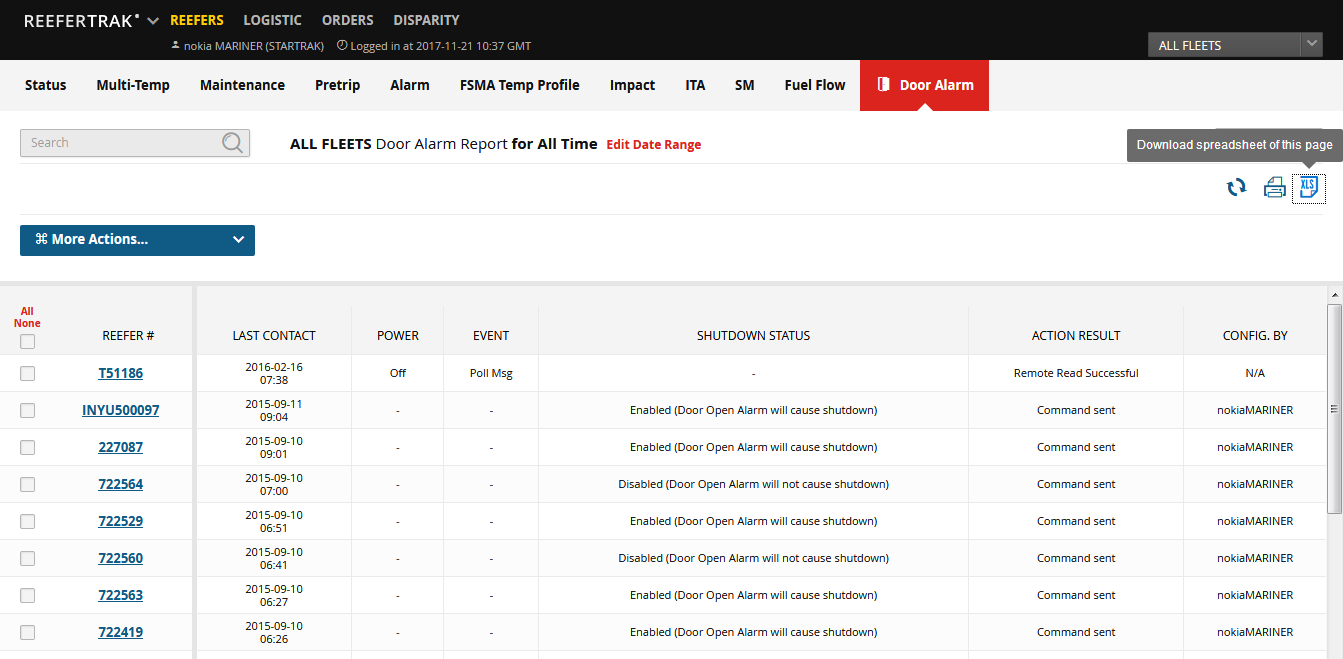 REEFERTRAK REEFERS LOGISTIC ORDERS DISPARITY
nokia MARINER (STARTRAK) Logged in at 2017-11-21 10:37 GMT
ALL FLEETS
Status Multi-Temp Maintenance Pretrip Alarm FSMA Temp Profile Impact ITA SM Fuel Flow Door Alarm
Search
ALL FLEETS Door Alarm Report for All Time Edit Date Range
Download spreadsheet of this page
XLS
⌘ More Actions...
All
None
REEFER # LAST CONTACT POWER EVENT SHUTDOWN STATUS ACTION RESULT CONFIG. BY
T51186 2016-02-16 07:38 Off Poll Msg - Remote Read Successful N/A
INYU500097 2015-09-11 09:04 - - Enabled (Door Open Alarm will cause shutdown) Command sent nokiaMARINER
227087 2015-09-10 09:01 - - Enabled (Door Open Alarm will cause shutdown) Command sent nokiaMARINER
722564 2015-09-10 07:00 - - Disabled (Door Open Alarm will not cause shutdown) Command sent nokiaMARINER
722529 2015-09-10 06:51 - - Enabled (Door Open Alarm will cause shutdown) Command sent nokiaMARINER
722560 2015-09-10 06:41 - - Disabled (Door Open Alarm will not cause shutdown) Command sent nokiaMARINER
722563 2015-09-10 06:27 - - Enabled (Door Open Alarm will cause shutdown) Command sent nokiaMARINER
722419 2015-09-10 06:26 - - Enabled (Door Open Alarm will cause shutdown) Command sent nokiaMARINER